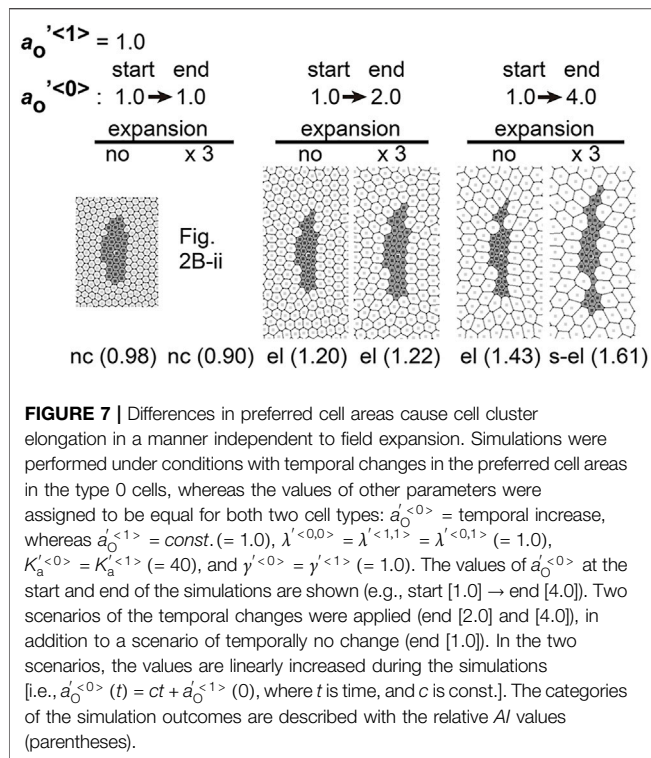 aₒ'<1> = 1.0
start end start end start end
aₒ'<0> : 1.0➔1.0 1.0➔2.0 1.0➔4.0
expansion expansion expansion
no x 3 no x 3 no x 3
Fig.
2B-ii
nc (0.98) nc (0.90) el (1.20) el (1.22) el (1.43) s-el (1.61)
FIGURE 7 | Differences in preferred cell areas cause cell cluster
elongation in a manner independent to field expansion. Simulations were
performed under conditions with temporal changes in the preferred cell areas
in the type 0 cells, whereas the values of other parameters were
assigned to be equal for both two cell types: a′O<0> = temporal increase,
whereas a′O<1> = const. (= 1.0), λ′<0,0> = λ′<1,1> = λ′<0,1> (= 1.0),
K′a<0> = K′a<1> (= 40), and γ′<0> = γ′<1> (= 1.0). The values of a′O<0> at the
start and end of the simulations are shown (e.g., start [1.0] → end [4.0]). Two
scenarios of the temporal changes were applied (end [2.0] and [4.0]), in
addition to a scenario of temporally no change (end [1.0]). In the two
scenarios, the values are linearly increased during the simulations
[i.e., a′O<0> (t) = ct + a′O<1> (0), where t is time, and c is const.]. The categories
of the simulation outcomes are described with the relative AI values
(parentheses).